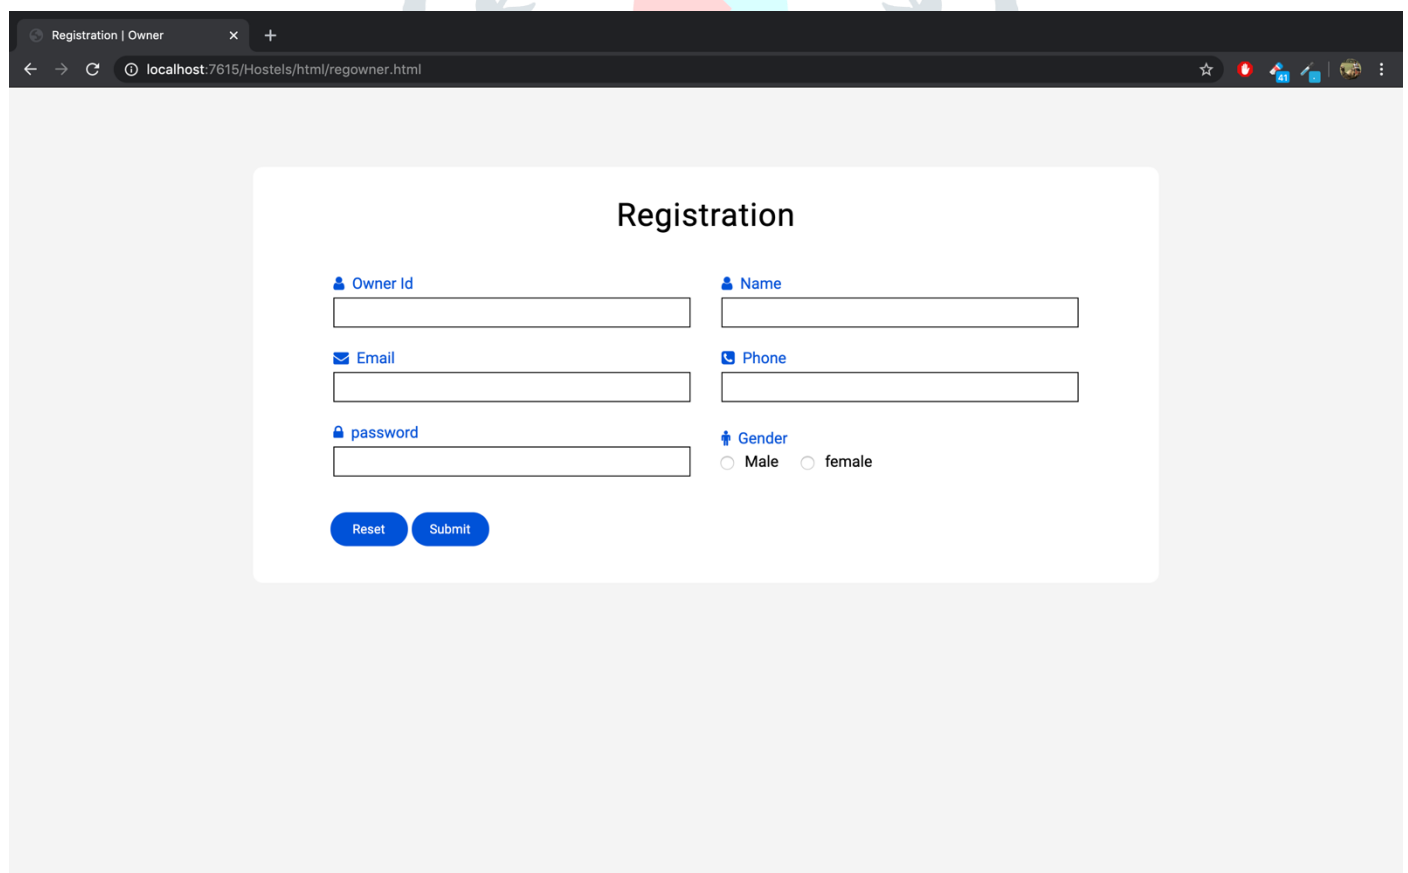 Registration | Owner
localhost:7615/Hostels/html/regowner.html
41
Registration
Owner Id
Name
Email
Phone
password
Gender
Male
female
Reset
Submit